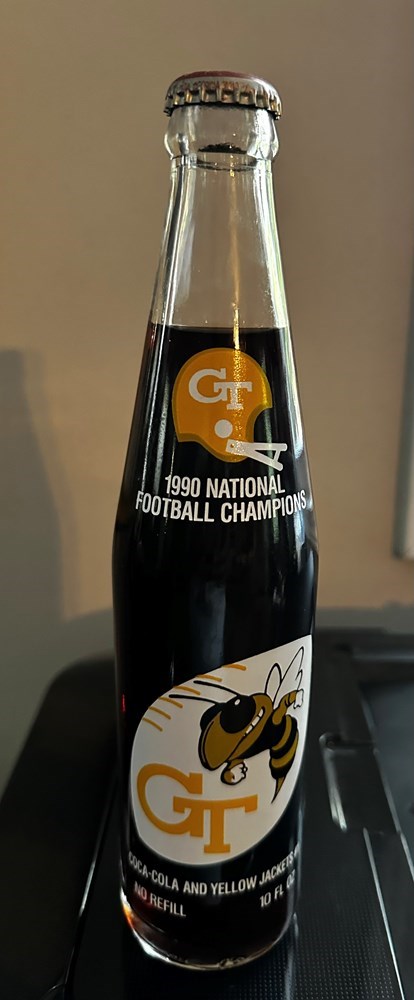 GT
1990 NATIONAL
FOOTBALL CHAMPIONS
GT
COCA-COLA AND YELLOW JACKETS
NO REFILL 10 FL OZ